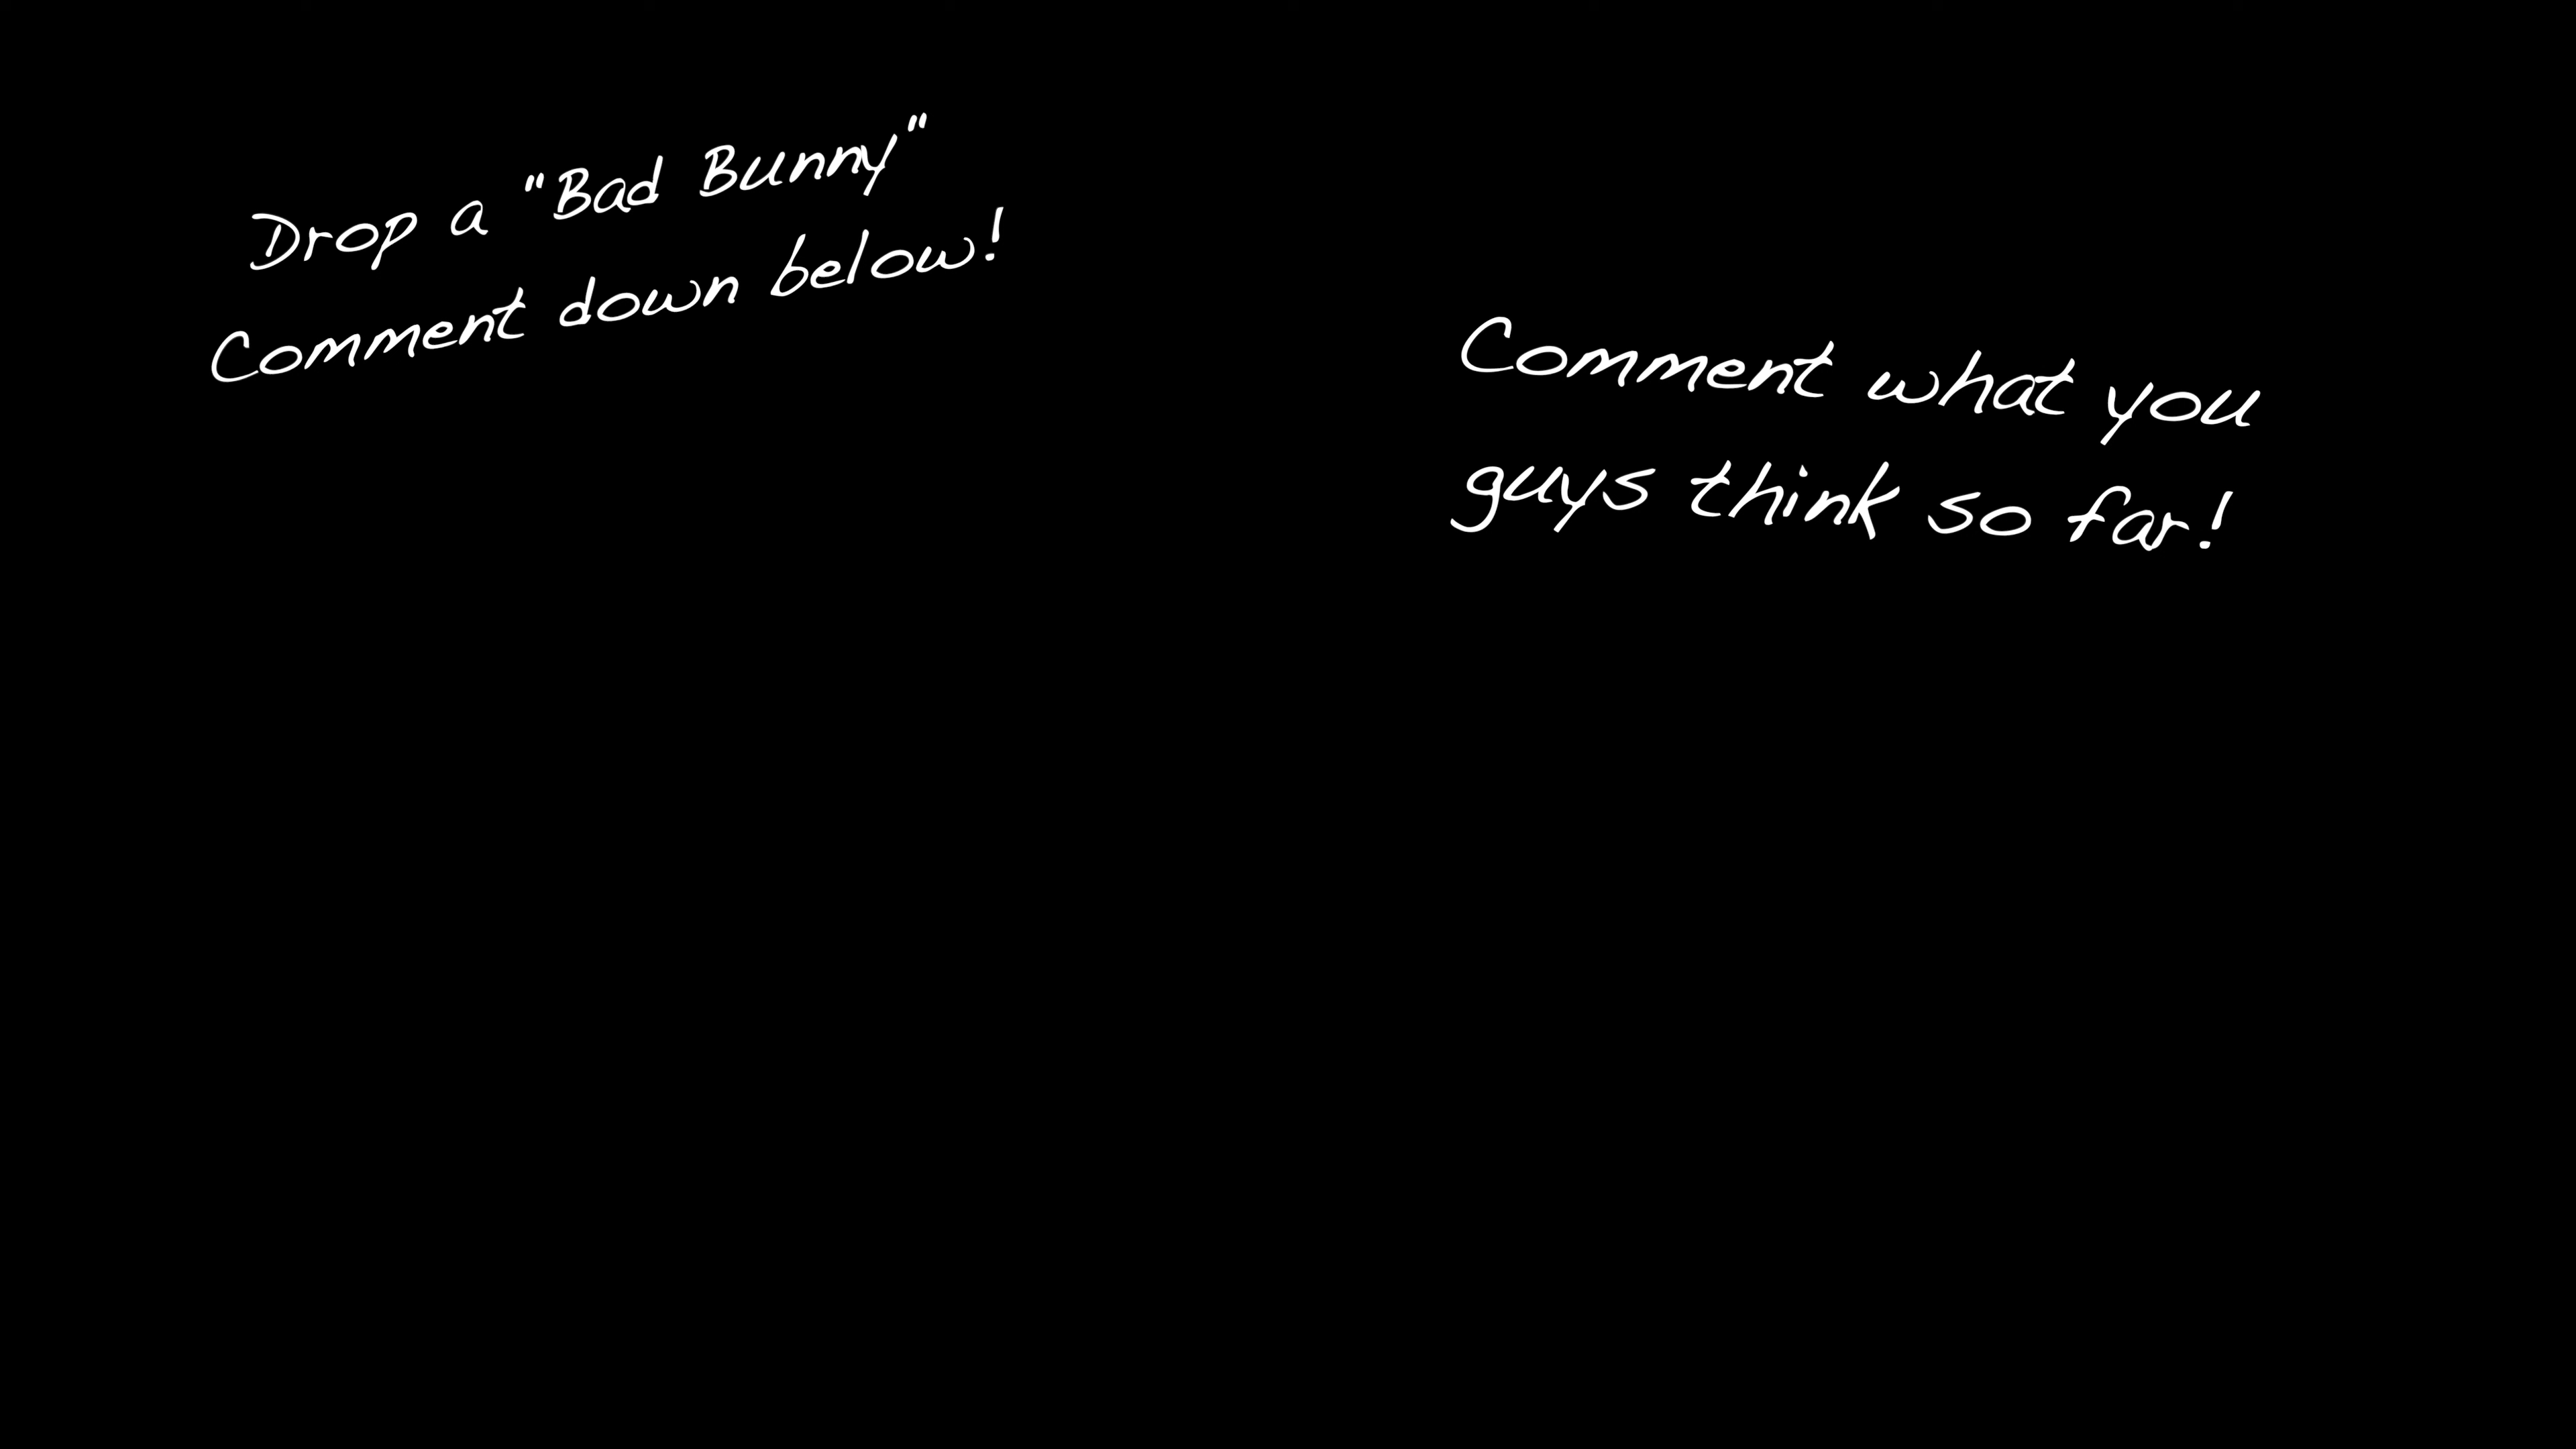 Drop a "Bad Bunny"
Comment down below!
Comment what you
guys think so far!